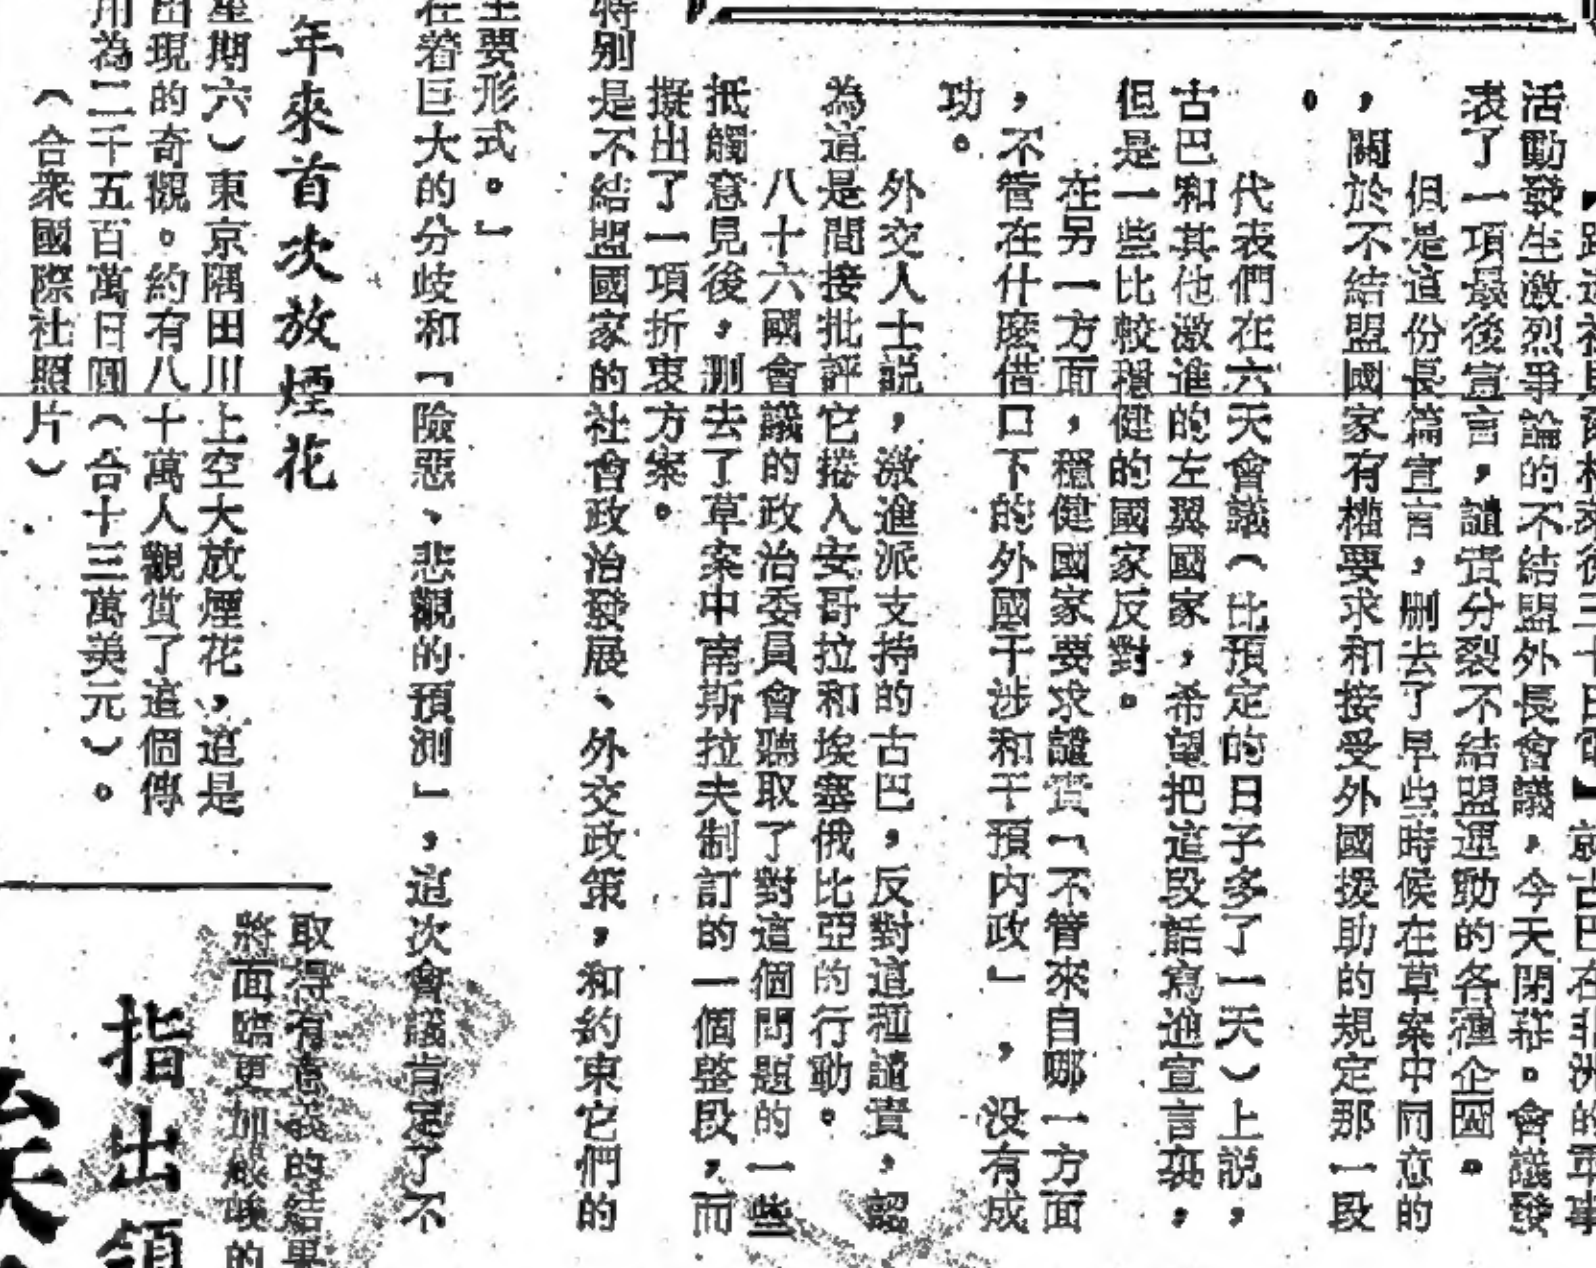 活動發生激烈爭論的不結盟外長會議，今天閉幕。會議發
表了一項最後宣言，譴責分裂不結盟運動的各種企圖。
但是這份長篇宣言，刪去了早些時候在草案中同意的
，關於不結盟國家有權要求和接受外國援助的規定那一段
。
代表們在六天會議（比預定的日子多了一天）上說，
古巴和其他激進的左翼國家，希望把這段話寫進宣言裏，
但是一些比較穩健的國家反對。
在另一方面，穩健國家要求譴責「不管來自哪一方面
，不管在什麼借口下的外國干涉和干預內政」，沒有成
功。
外交人士說，激進派支持的古巴，反對這種譴責，認
為這是間接批評它捲入安哥拉和埃塞俄比亞的行動。
八十六國會議的政治委員會聽取了對這個問題的一些
抵觸意見後，刪去了草案中南斯拉夫制訂的一個整段，而
擬出了一項折衷方案。
特别是不結盟國家的社會政治發展、外交政策，和約束它們的
主要形式。」
在着巨大的分歧和「險惡、悲觀的預測」，這次會議肯定了不
年來首次放煙花
星期六）東京隅田川上空大放煙花，這是
出現的奇觀。約有八十萬人觀賞了這個傳
用為二千五百萬日圓（合十三萬美元）。
（合衆國際社照片）
取得有意義的結果
將面臨更加嚴峻的
指出